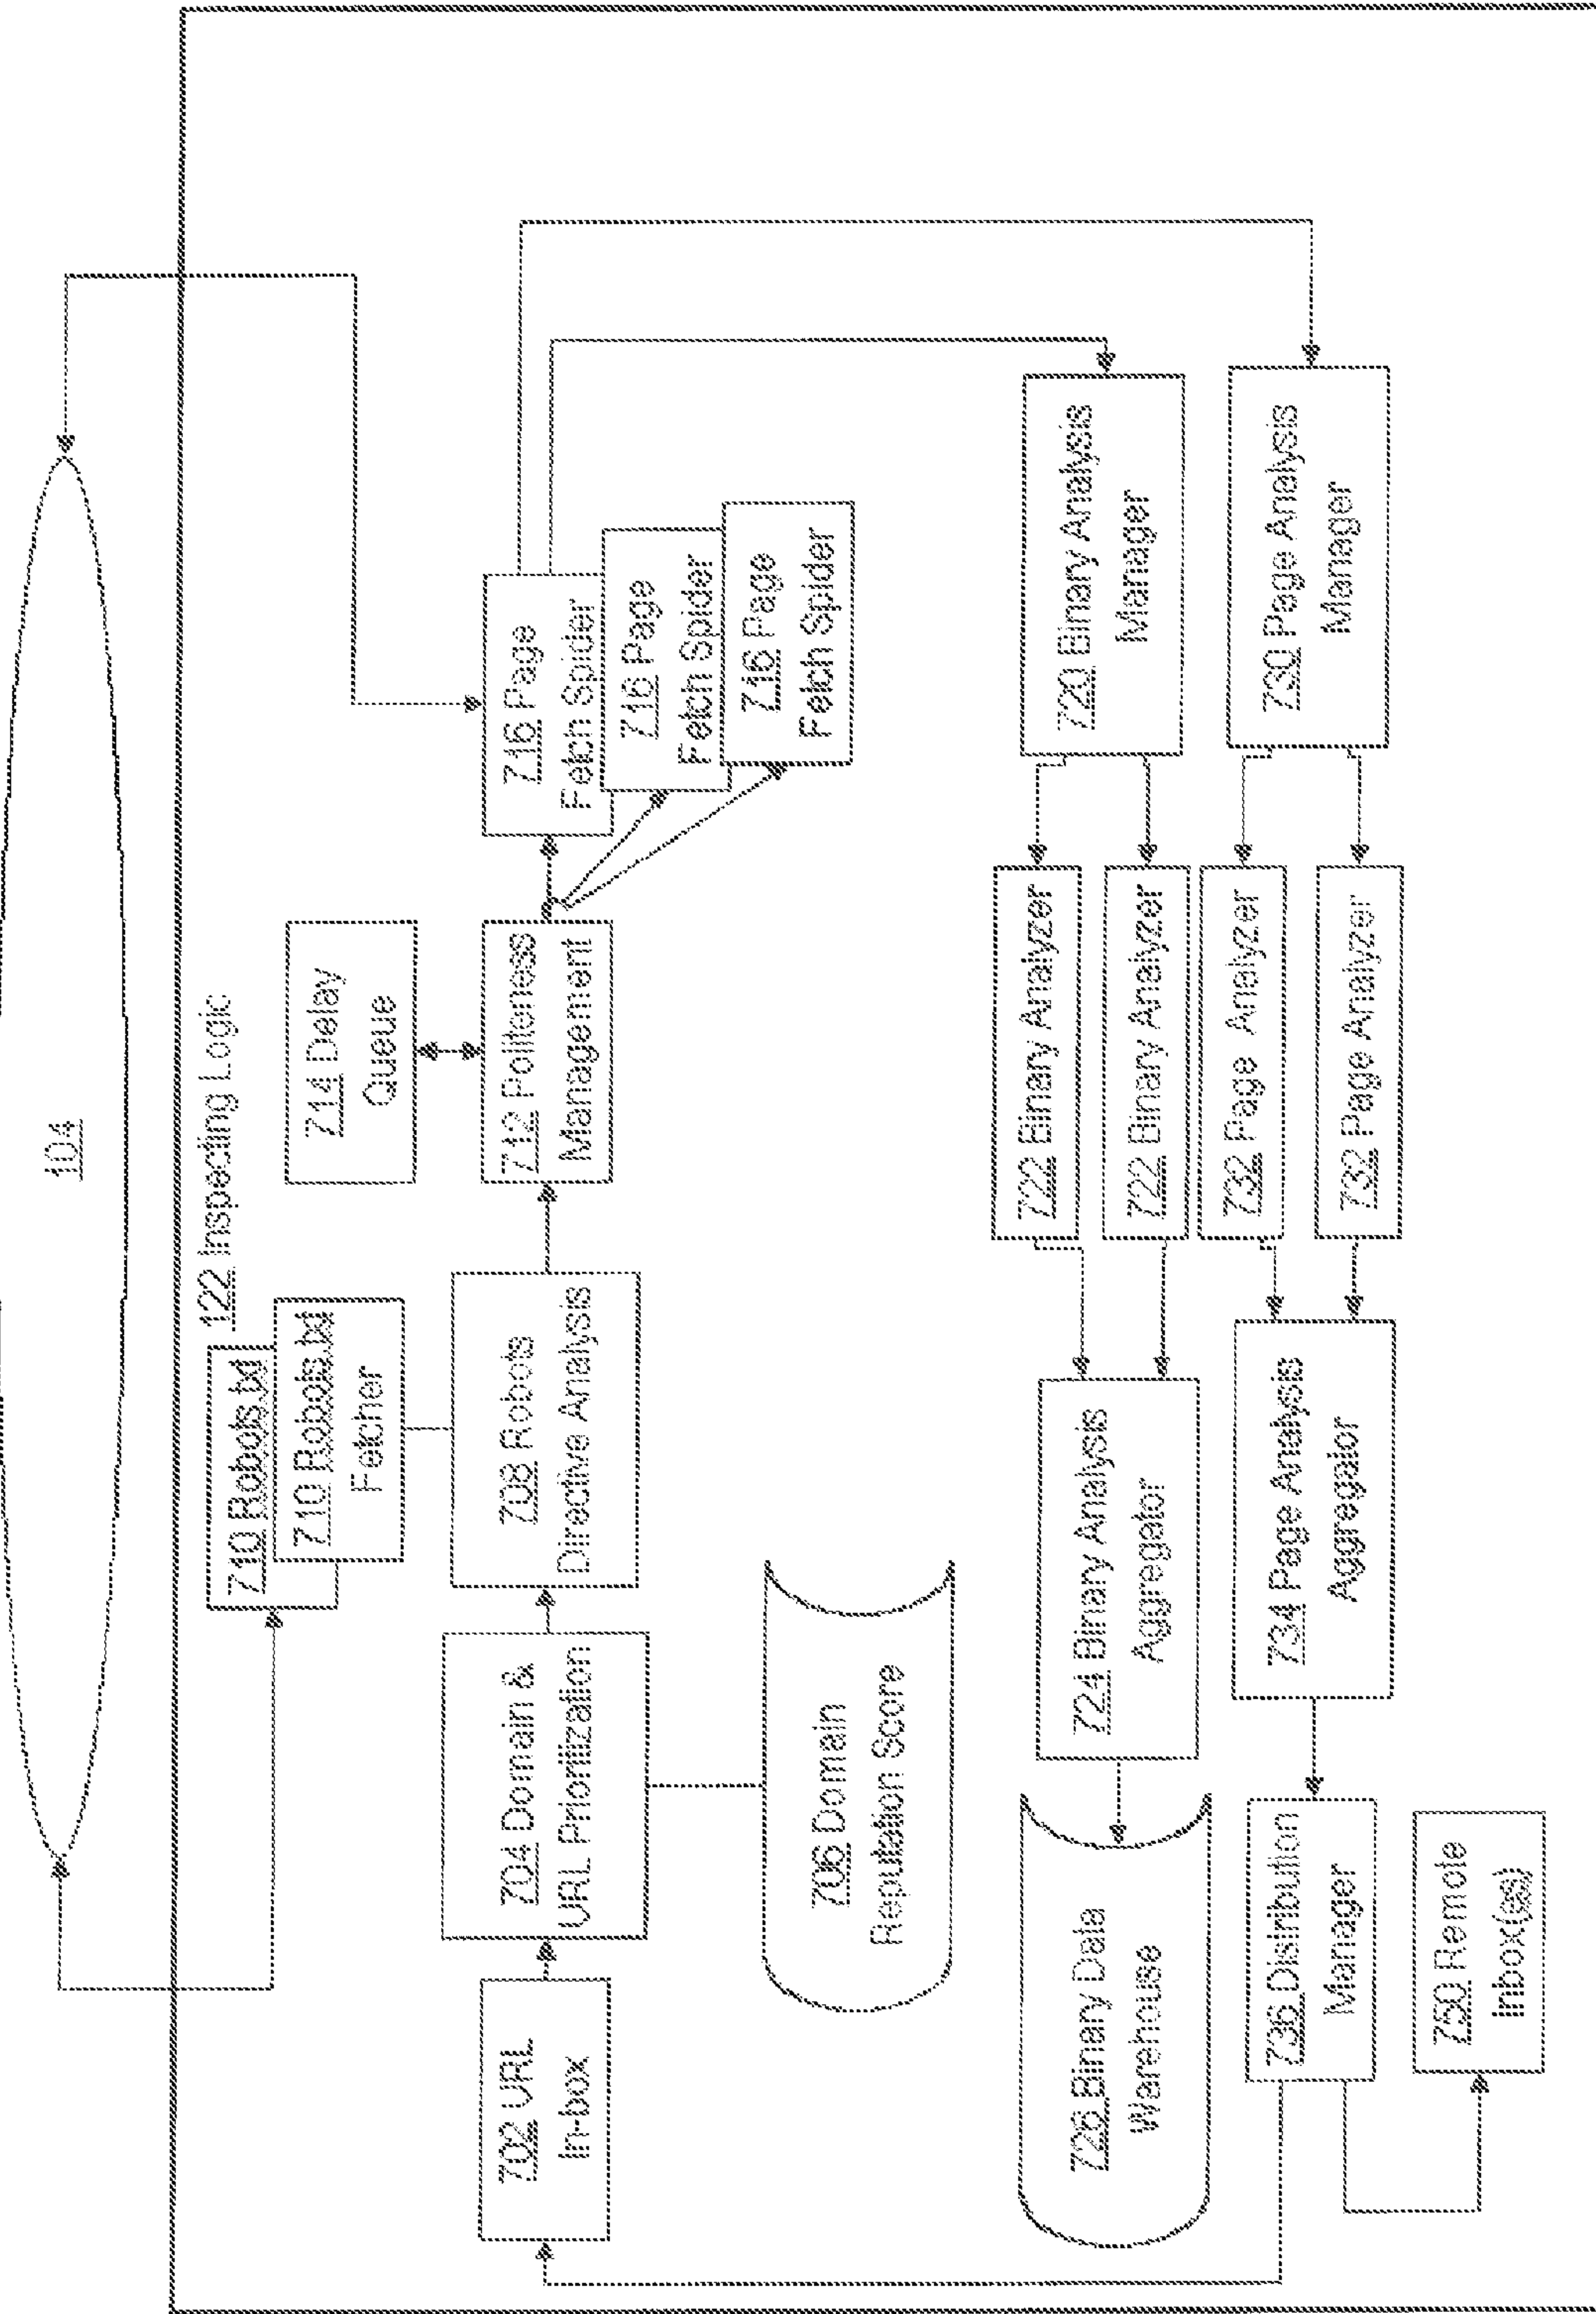 104
122 Inspecting Logic
710 Robots.txt
710 Robots.txt
Fetcher
714 Delay
Queue
702 URL
In-box
704 Domain &
URL Prioritization
708 Robots
Directive Analysis
712 Politeness
Management
716 Page
Fetch Spider
716 Page
Fetch Spider
716 Page
Fetch Spider
706 Domain
Reputation Score
726 Binary Data
Warehouse
724 Binary Analysis
Aggregator
722 Binary Analyzer
722 Binary Analyzer
720 Binary Analysis
Manager
736 Distribution
Manager
734 Page Analysis
Aggregator
732 Page Analyzer
732 Page Analyzer
730 Page Analysis
Manager
750 Remote
Inbox(es)